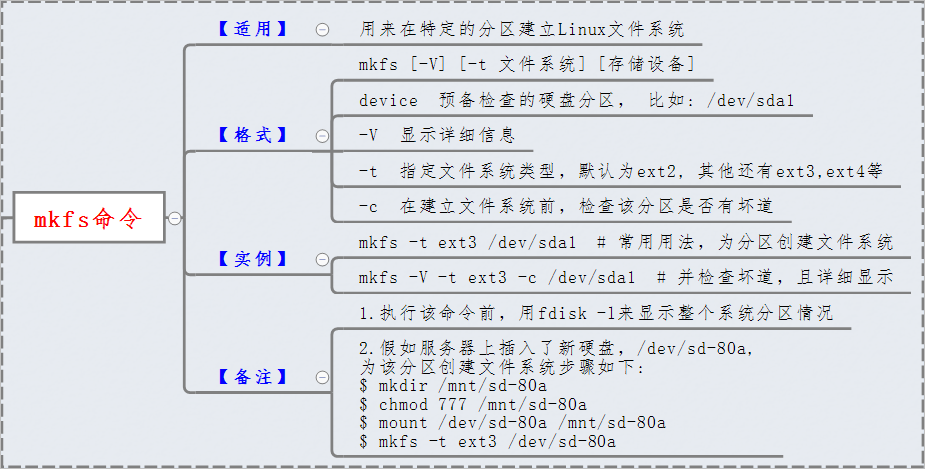 mkfs命令
【适用】
用来在特定的分区建立Linux文件系统
【格式】
mkfs [-V] [-t 文件系统] [存储设备]
device 预备检查的硬盘分区, 比如: /dev/sda1
-V 显示详细信息
-t 指定文件系统类型,默认为ext2, 其他还有ext3,ext4等
-c 在建立文件系统前,检查该分区是否有坏道
【实例】
mkfs -t ext3 /dev/sda1 # 常用用法,为分区创建文件系统
mkfs -V -t ext3 -c /dev/sda1 # 并检查坏道,且详细显示
【备注】
1.执行该命令前,用fdisk -l来显示整个系统分区情况
2.假如服务器上插入了新硬盘,/dev/sd-80a,
为该分区创建文件系统步骤如下:
$ mkdir /mnt/sd-80a
$ chmod 777 /mnt/sd-80a
$ mount /dev/sd-80a /mnt/sd-80a
$ mkfs -t ext3 /dev/sd-80a